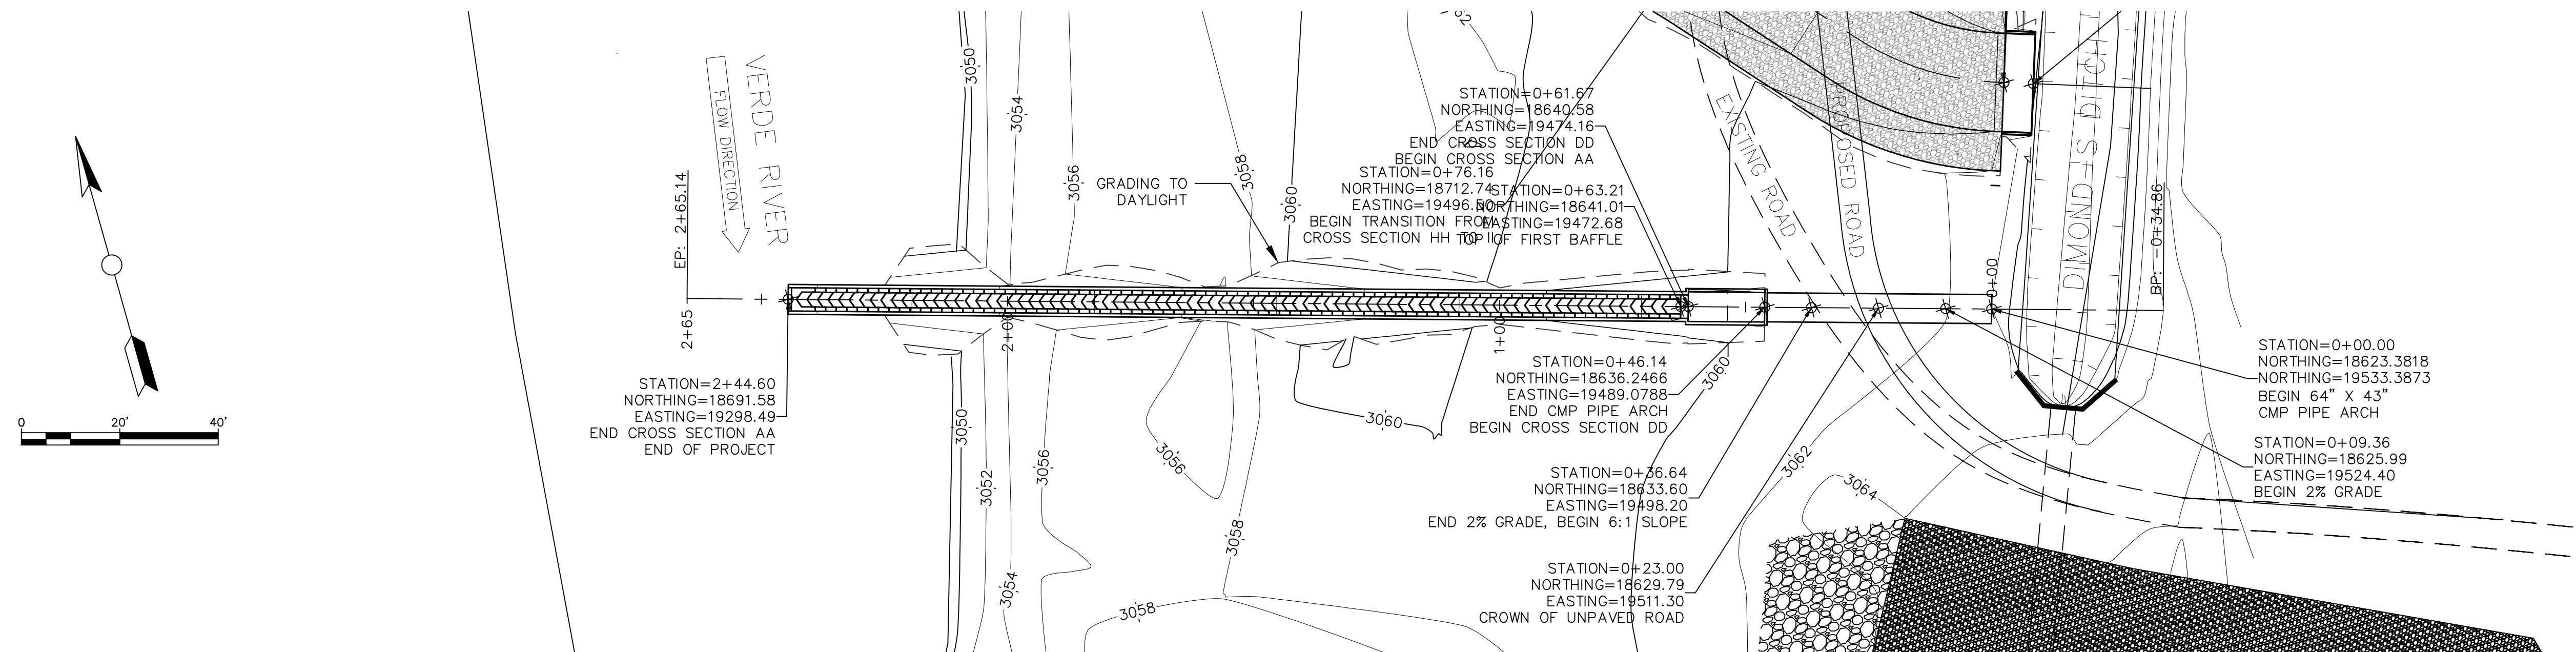 VERDE RIVER
FLOW DIRECTION
EP: 2+65.14
2+65
0
20'
40'
3050
3054
3056
3058
3060
GRADING TO
DAYLIGHT
STATION=0+61.67
NORTHING=18640.58
EASTING=19474.16
END CROSS SECTION DD
BEGIN CROSS SECTION AA
STATION=0+76.16
NORTHING=18712.74
EASTING=19496.50
BEGIN TRANSITION FROM
CROSS SECTION HH TO II
STATION=0+63.21
NORTHING=18641.01
EASTING=19472.68
TOP OF FIRST BAFFLE
EXISTING ROAD
PROPOSED ROAD
DIMOND-S DITCH
BP: -0+34.86
0+00
1+00
2+00
STATION=2+44.60
NORTHING=18691.58
EASTING=19298.49
END CROSS SECTION AA
END OF PROJECT
3050
3052
3054
3056
3056
3058
3058
3060
3060
3062
3064
STATION=0+46.14
NORTHING=18636.2466
EASTING=19489.0788
END CMP PIPE ARCH
BEGIN CROSS SECTION DD
STATION=0+36.64
NORTHING=18633.60
EASTING=19498.20
END 2% GRADE, BEGIN 6:1 SLOPE
STATION=0+23.00
NORTHING=18629.79
EASTING=19511.30
CROWN OF UNPAVED ROAD
STATION=0+00.00
NORTHING=18623.3818
NORTHING=19533.3873
BEGIN 64" X 43"
CMP PIPE ARCH
STATION=0+09.36
NORTHING=18625.99
EASTING=19524.40
BEGIN 2% GRADE